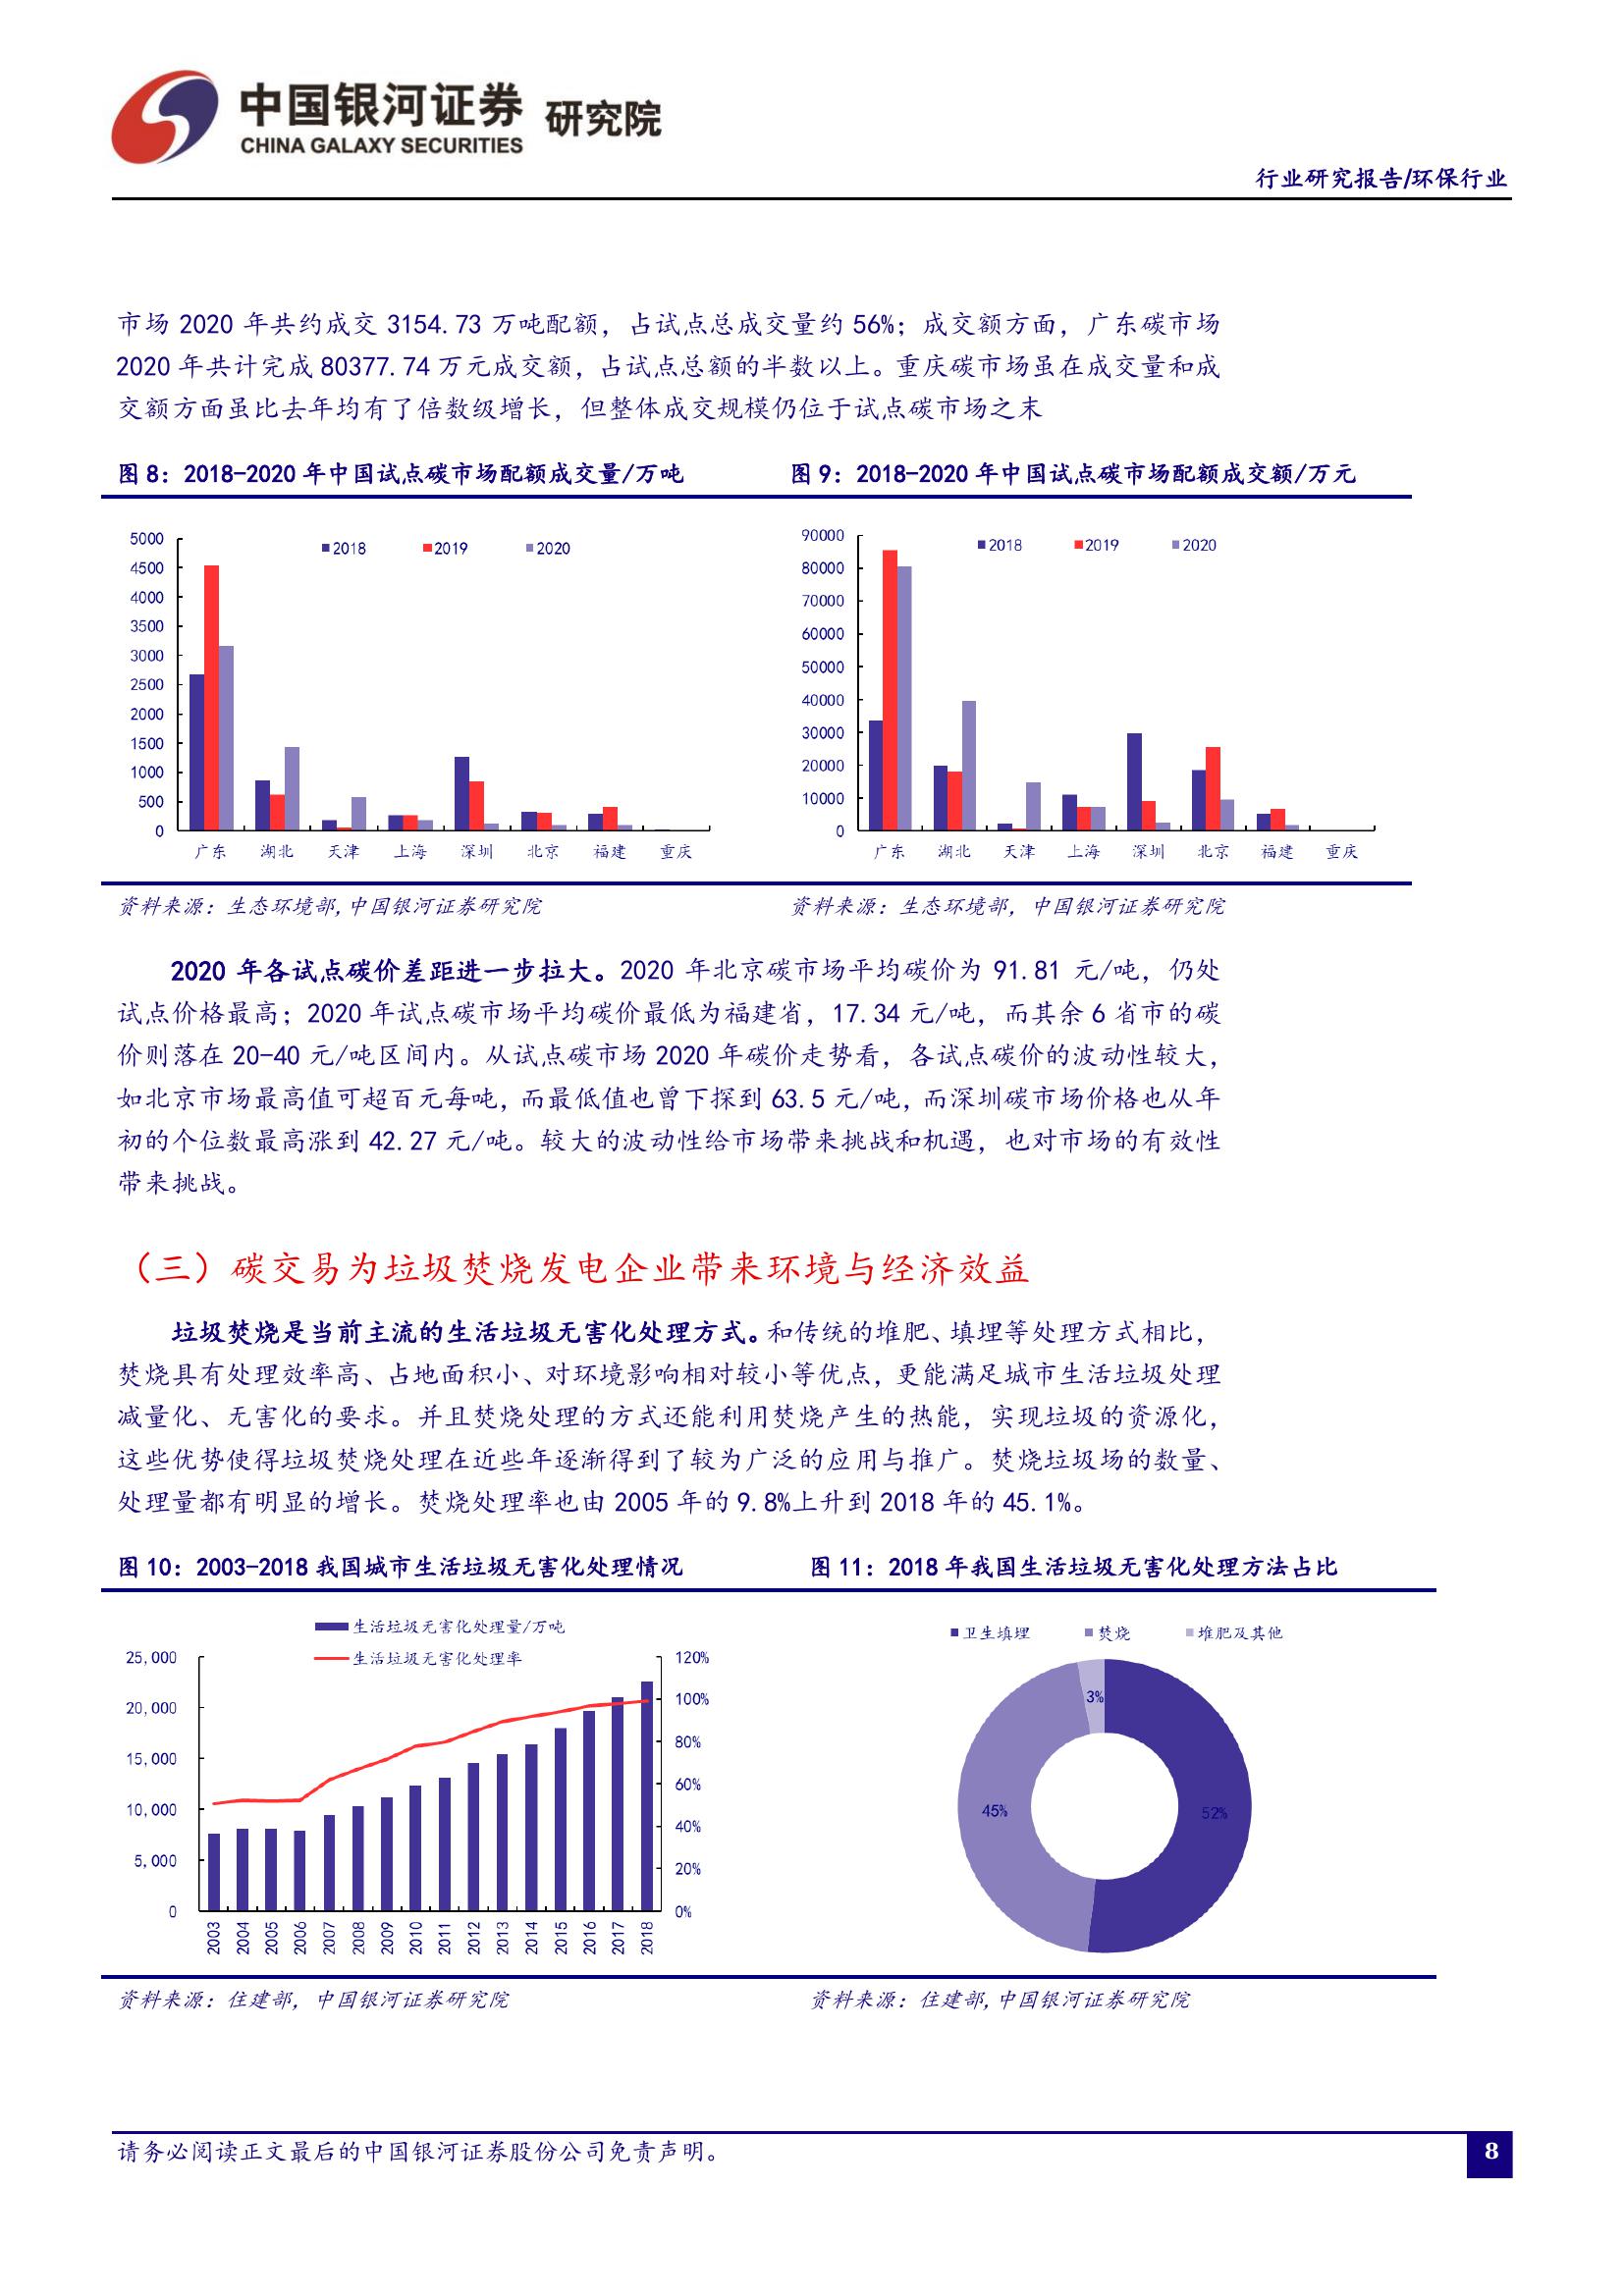 中国银河证券 研究院
CHINA GALAXY SECURITIES
行业研究报告/环保行业
市场 2020 年共约成交 3154.73 万吨配额，占试点总成交量约 56%；成交额方面，广东碳市场
2020 年共计完成 80377.74 万元成交额，占试点总额的半数以上。重庆碳市场虽在成交量和成
交额方面虽比去年均有了倍数级增长，但整体成交规模仍位于试点碳市场之末
图 8：2018-2020 年中国试点碳市场配额成交量/万吨
5000
4500
4000
3500
3000
2500
2000
1500
1000
500
0
2018 2019 2020
广东 湖北 天津 上海 深圳 北京 福建 重庆
资料来源：生态环境部,中国银河证券研究院
图 9：2018-2020 年中国试点碳市场配额成交额/万元
90000
80000
70000
60000
50000
40000
30000
20000
10000
0
2018 2019 2020
广东 湖北 天津 上海 深圳 北京 福建 重庆
资料来源：生态环境部，中国银河证券研究院
2020 年各试点碳价差距进一步拉大。2020 年北京碳市场平均碳价为 91.81 元/吨，仍处
试点价格最高；2020 年试点碳市场平均碳价最低为福建省，17.34 元/吨，而其余 6 省市的碳
价则落在 20-40 元/吨区间内。从试点碳市场 2020 年碳价走势看，各试点碳价的波动性较大，
如北京市场最高值可超百元每吨，而最低值也曾下探到 63.5 元/吨，而深圳碳市场价格也从年
初的个位数最高涨到 42.27 元/吨。较大的波动性给市场带来挑战和机遇，也对市场的有效性
带来挑战。
（三）碳交易为垃圾焚烧发电企业带来环境与经济效益
垃圾焚烧是当前主流的生活垃圾无害化处理方式。和传统的堆肥、填埋等处理方式相比，
焚烧具有处理效率高、占地面积小、对环境影响相对较小等优点，更能满足城市生活垃圾处理
减量化、无害化的要求。并且焚烧处理的方式还能利用焚烧产生的热能，实现垃圾的资源化，
这些优势使得垃圾焚烧处理在近些年逐渐得到了较为广泛的应用与推广。焚烧垃圾场的数量、
处理量都有明显的增长。焚烧处理率也由 2005 年的 9.8%上升到 2018 年的 45.1%。
图 10：2003-2018 我国城市生活垃圾无害化处理情况
生活垃圾无害化处理量/万吨
生活垃圾无害化处理率
25,000
20,000
15,000
10,000
5,000
0
120%
100%
80%
60%
40%
20%
0%
2003 2004 2005 2006 2007 2008 2009 2010 2011 2012 2013 2014 2015 2016 2017 2018
资料来源：住建部，中国银河证券研究院
图 11：2018 年我国生活垃圾无害化处理方法占比
卫生填埋 焚烧 堆肥及其他
3%
45%
52%
资料来源：住建部,中国银河证券研究院
请务必阅读正文最后的中国银河证券股份公司免责声明。
8